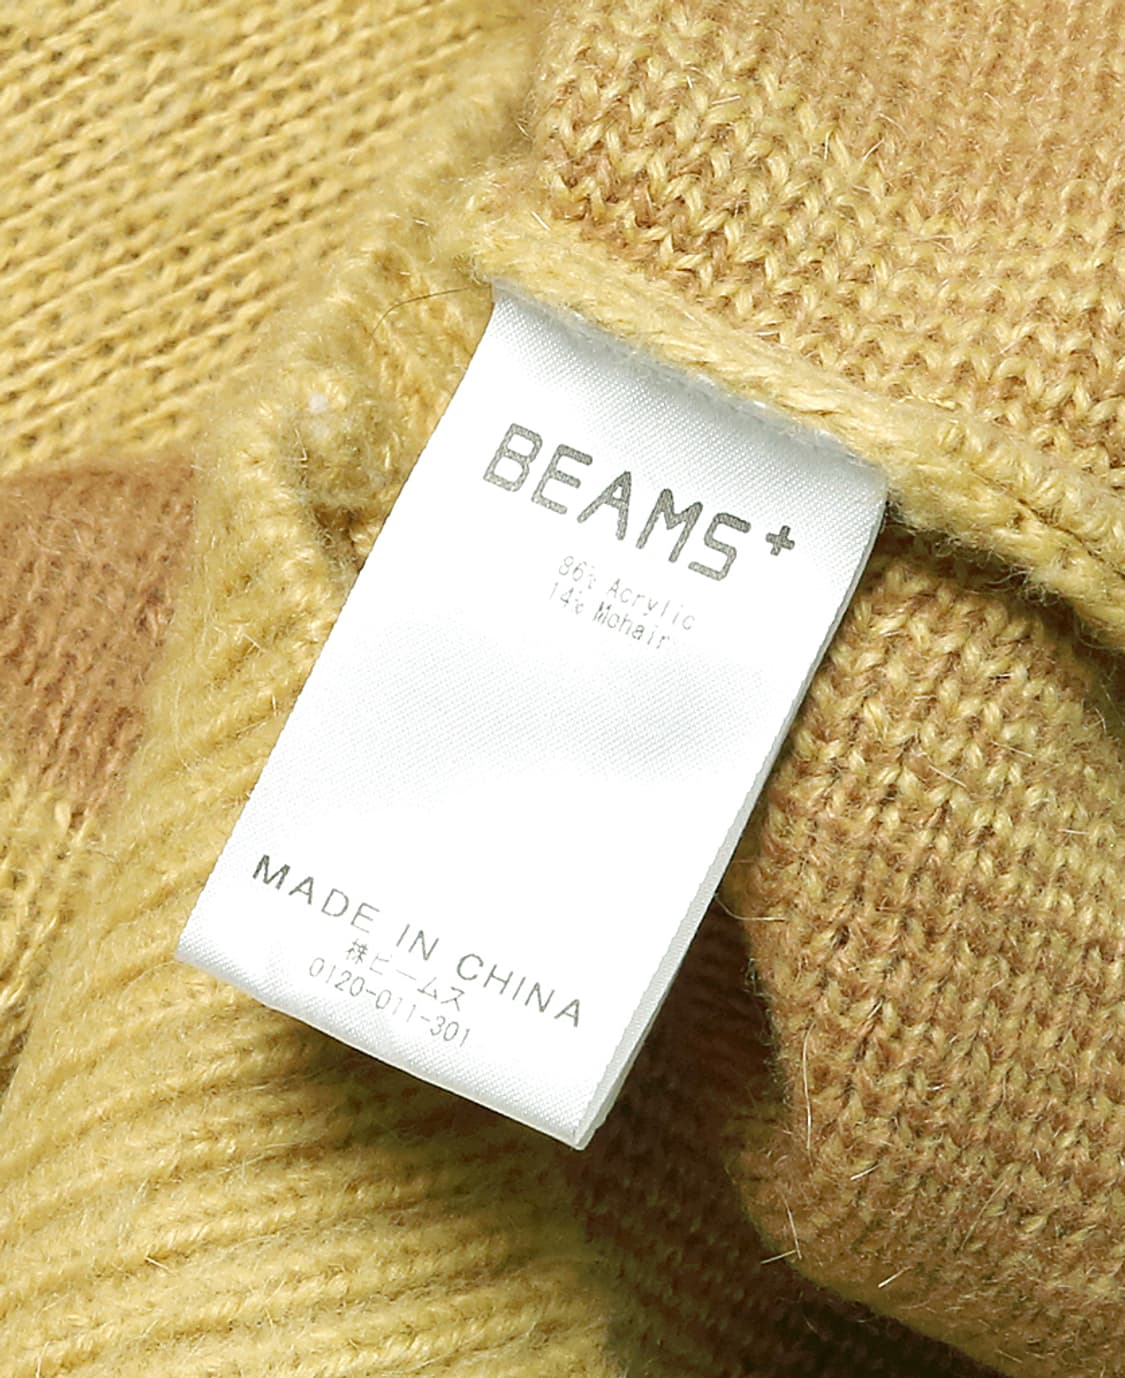 BEAMS+
86% Acrylic
14% Mohair
MADE IN CHINA
株ビームス
0120-011-301